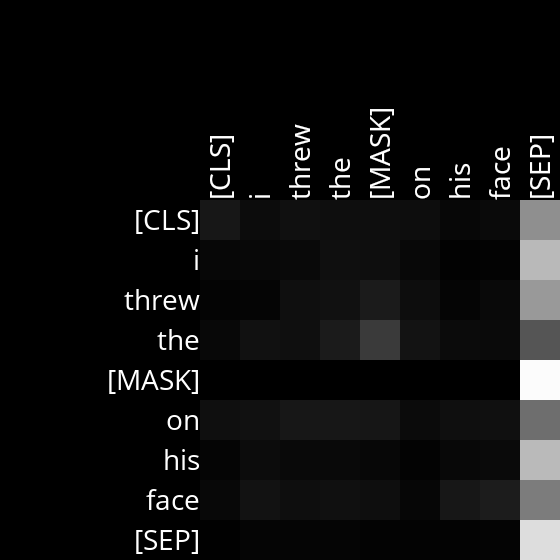 [CLS] i threw the [MASK] on his face [SEP]
[CLS]
i
threw
the
[MASK]
on
his
face
[SEP]